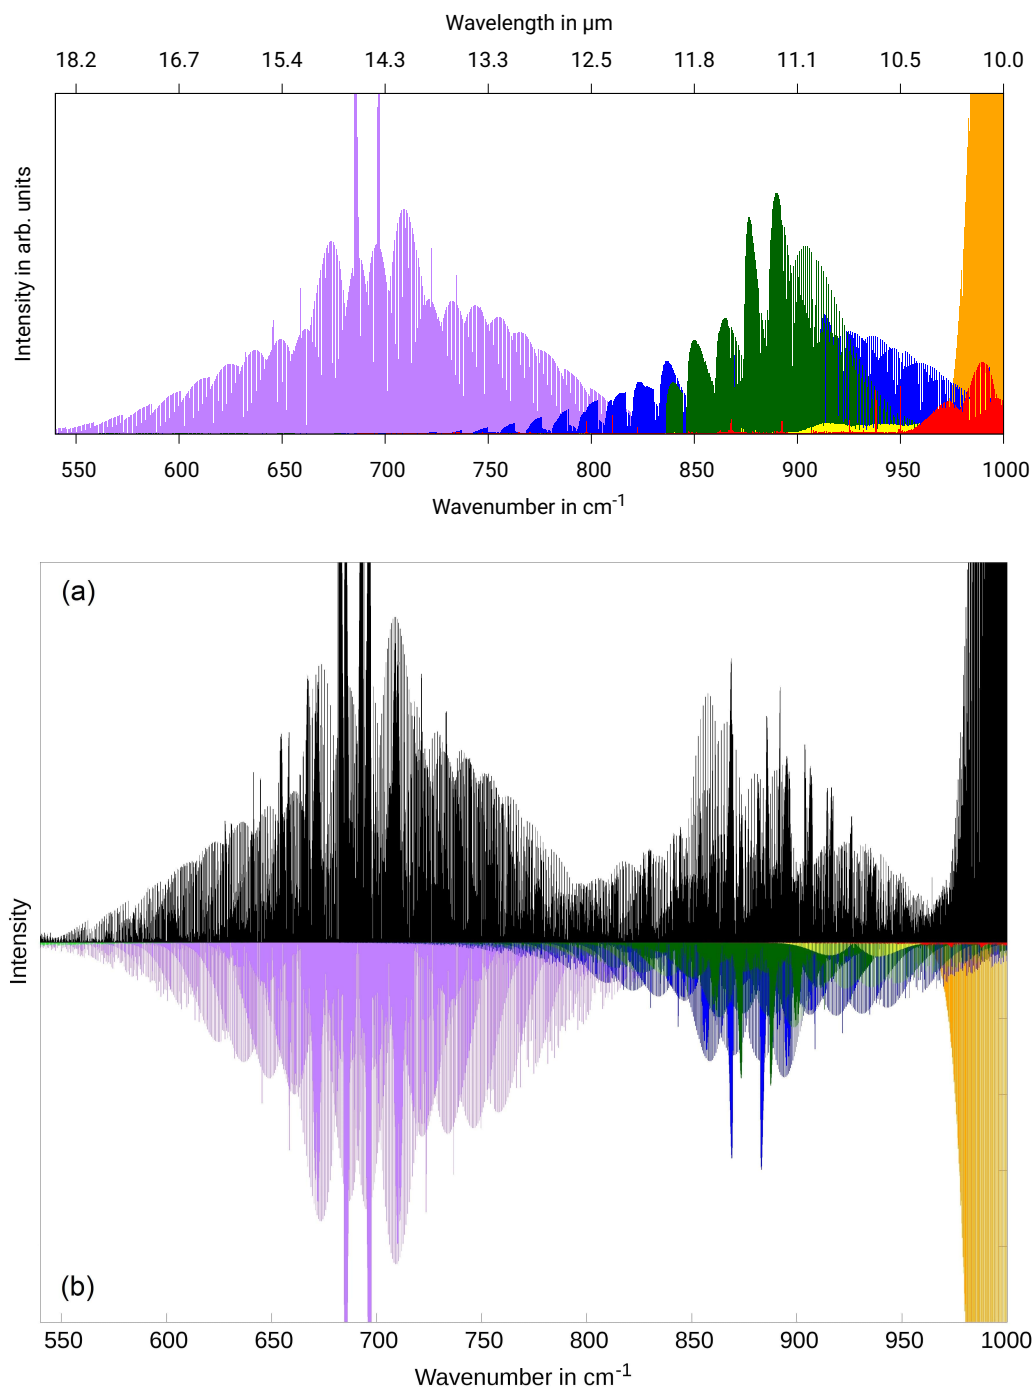 Wavelength in µm
18.2 16.7 15.4 14.3 13.3 12.5 11.8 11.1 10.5 10.0
Intensity in arb. units
550 600 650 700 750 800 850 900 950 1000
Wavenumber in cm-1
(a)
Intensity
(b)
550 600 650 700 750 800 850 900 950 1000
Wavenumber in cm-1